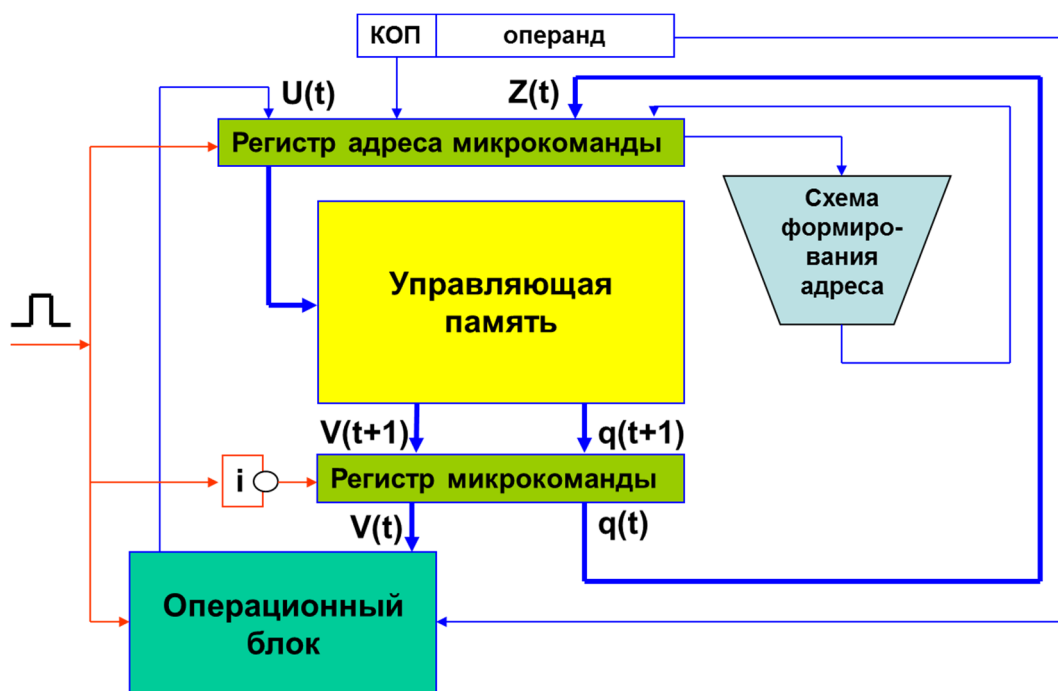 КОП операнд
U(t) Z(t)
Регистр адреса микрокоманды
Схема
формиро-
вания
адреса
Управляющая
память
V(t+1) q(t+1)
i Регистр микрокоманды
V(t) q(t)
Операционный
блок